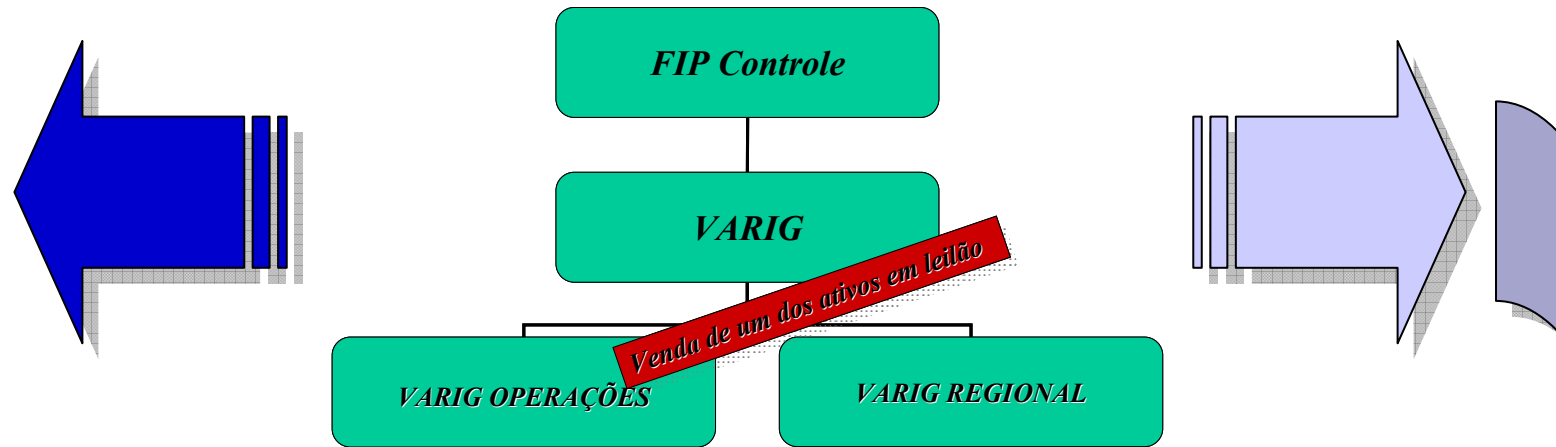 FIP Controle
VARIG
Venda de um dos ativos em leilão
VARIG OPERAÇÕES
VARIG REGIONAL